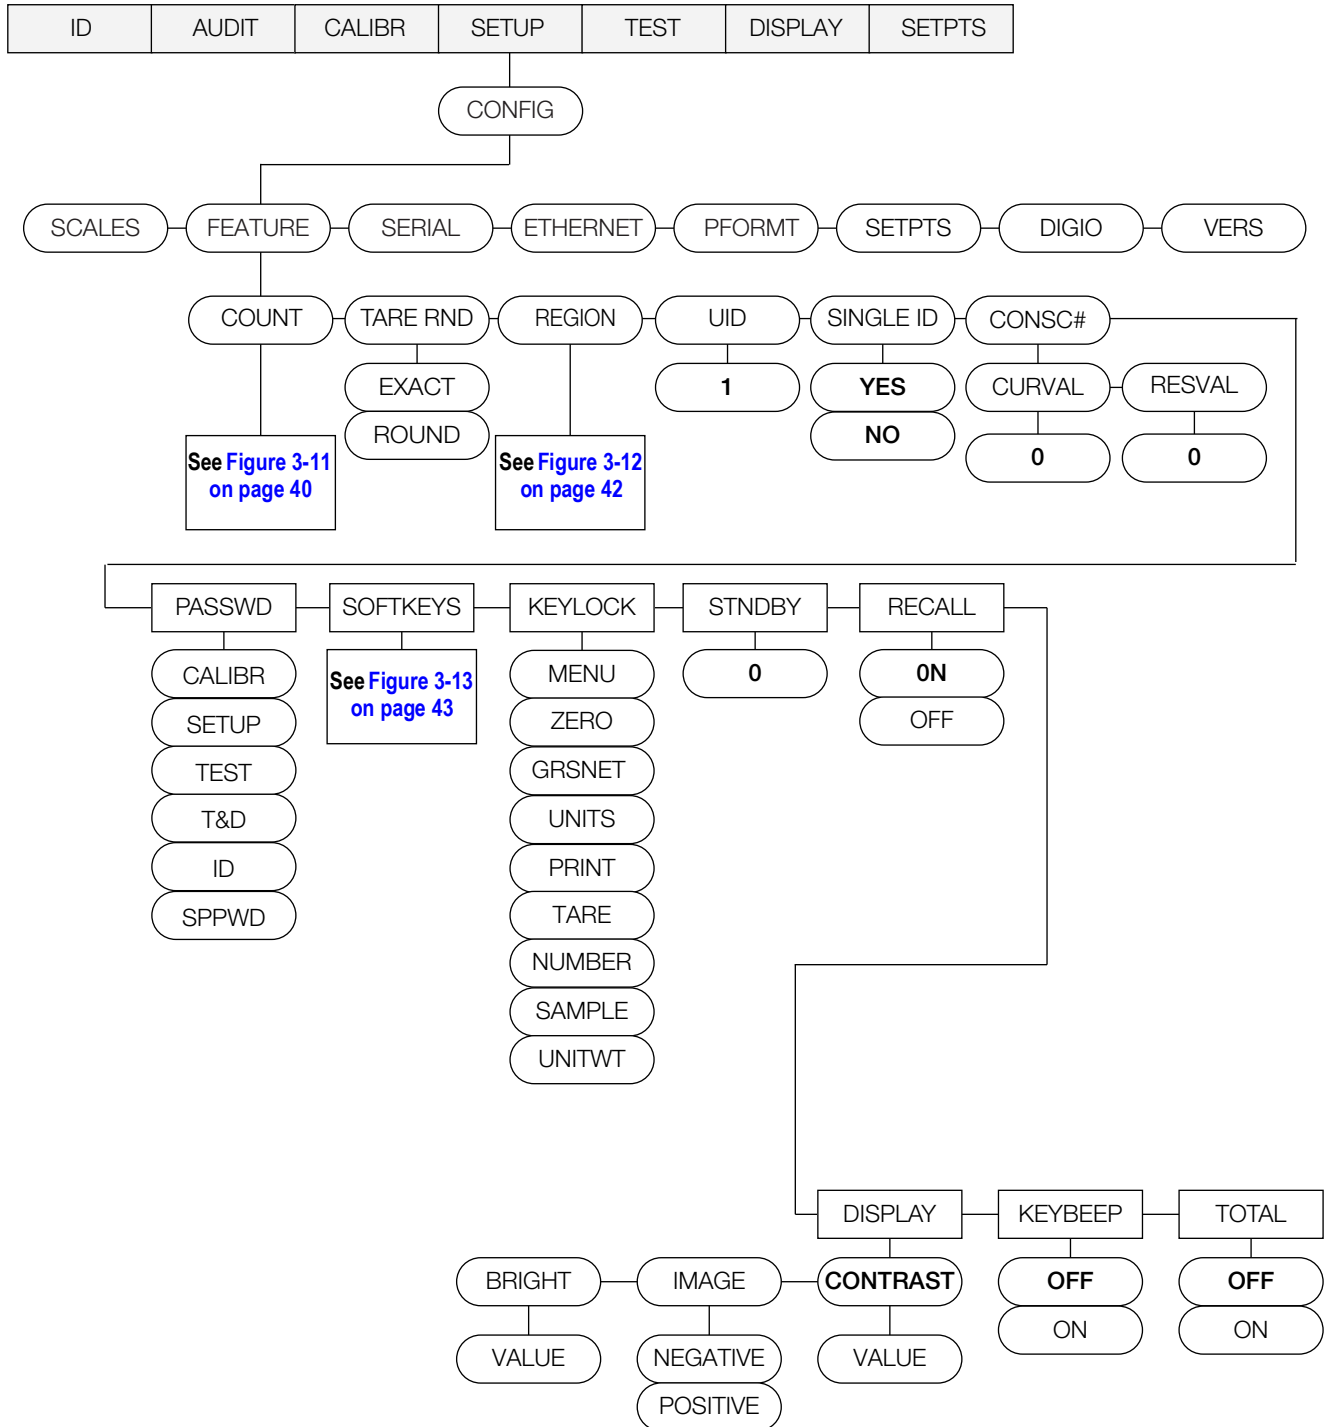 ID AUDIT CALIBR SETUP TEST DISPLAY SETPTS
CONFIG
SCALES FEATURE SERIAL ETHERNET PFORMT SETPTS DIGIO VERS
COUNT TARE RND REGION UID SINGLE ID CONSC#
EXACT 1 YES CURVAL RESVAL
ROUND NO
See Figure 3-11
on page 40
See Figure 3-12
on page 42
0 0
PASSWD SOFTKEYS KEYLOCK STNDBY RECALL
CALIBR
SETUP
TEST
T&D
ID
SPPWD
See Figure 3-13
on page 43
MENU
ZERO
GRSNET
UNITS
PRINT
TARE
NUMBER
SAMPLE
UNITWT
0
0N
OFF
DISPLAY KEYBEEP TOTAL
BRIGHT IMAGE CONTRAST OFF OFF
VALUE NEGATIVE VALUE ON ON
POSITIVE